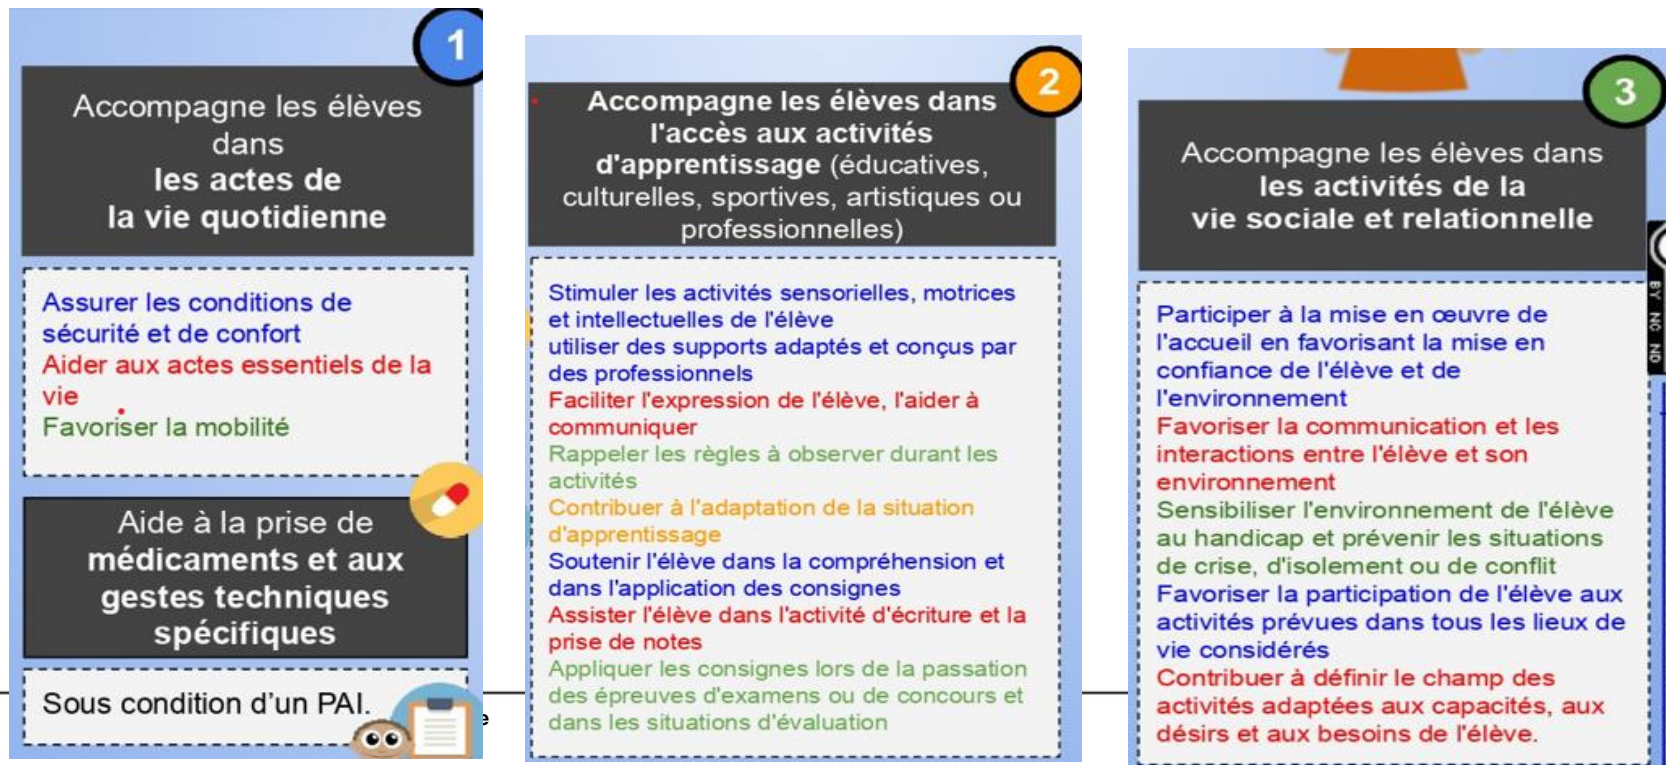 1
Accompagne les élèves
dans
les actes de
la vie quotidienne
Assurer les conditions de
sécurité et de confort
Aider aux actes essentiels de la
vie
Favoriser la mobilité
Aide à la prise de
médicaments et aux
gestes techniques
spécifiques
Sous condition d'un PAI.
e
2
Accompagne les élèves dans
l'accès aux activités
d'apprentissage (éducatives,
culturelles, sportives, artistiques ou
professionnelles)
Stimuler les activités sensorielles, motrices
et intellectuelles de l'élève
utiliser des supports adaptés et conçus par
des professionnels
Faciliter l'expression de l'élève, l'aider à
communiquer
Rappeler les règles à observer durant les
activités
Contribuer à l'adaptation de la situation
d'apprentissage
Soutenir l'élève dans la compréhension et
dans l'application des consignes
Assister l'élève dans l'activité d'écriture et la
prise de notes
Appliquer les consignes lors de la passation
des épreuves d'examens ou de concours et
dans les situations d'évaluation
3
Accompagne les élèves dans
les activités de la
vie sociale et relationnelle
Participer à la mise en œuvre de
l'accueil en favorisant la mise en
confiance de l'élève et de
l'environnement
Favoriser la communication et les
interactions entre l'élève et son
environnement
Sensibiliser l'environnement de l'élève
au handicap et prévenir les situations
de crise, d'isolement ou de conflit
Favoriser la participation de l'élève aux
activités prévues dans tous les lieux de
vie considérés
Contribuer à définir le champ des
activités adaptées aux capacités, aux
désirs et aux besoins de l'élève.
BY NC ND